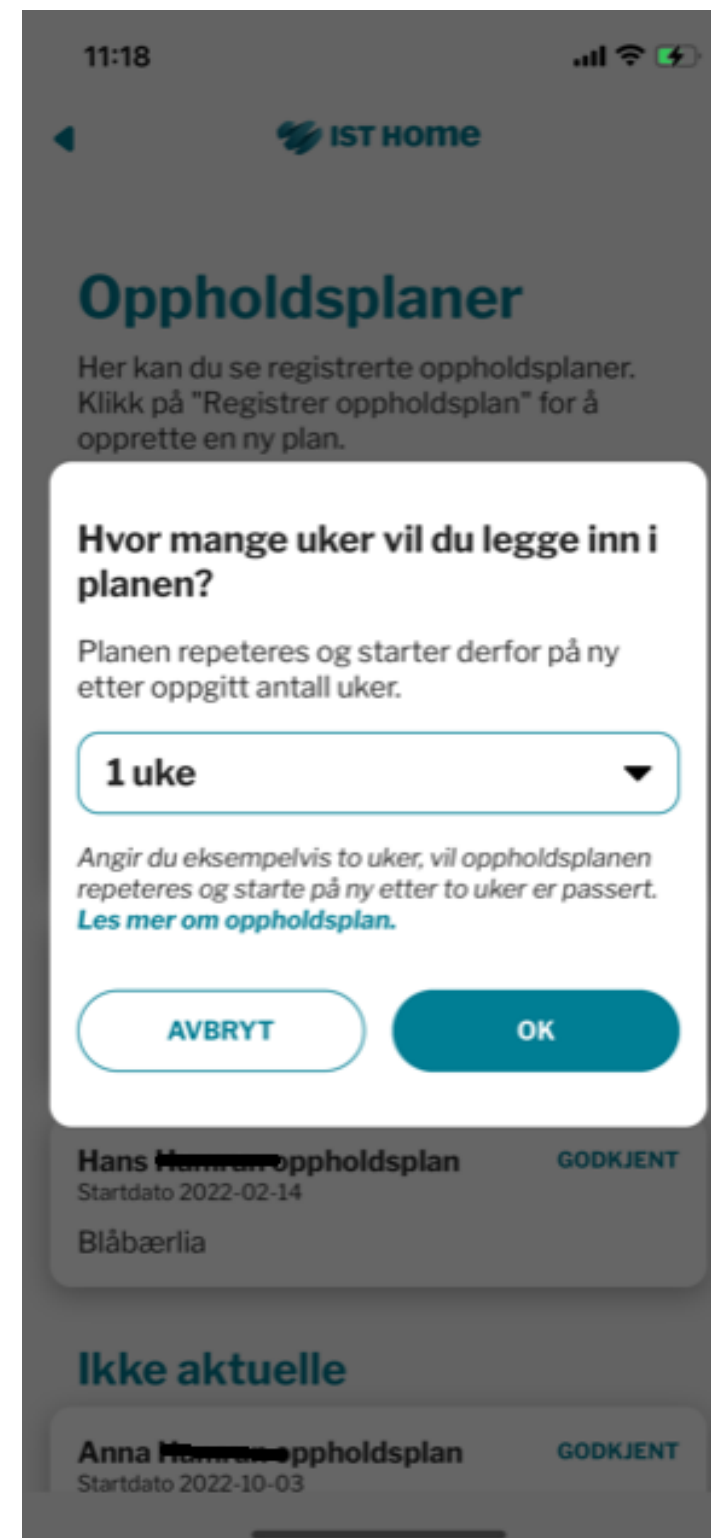 11:18
IST HOME
Oppholdsplaner
Her kan du se registrerte oppholdsplaner.
Klikk på "Registrer oppholdsplan" for å
opprette en ny plan.
Hvor mange uker vil du legge inn i
planen?
Planen repeteres og starter derfor på ny
etter oppgitt antall uker.
1 uke
Angir du eksempelvis to uker, vil oppholdsplanen
repeteres og starte på ny etter to uker er passert.
Les mer om oppholdsplan.
AVBRYT OK
Hans oppholdsplan GODKJENT
Startdato 2022-02-14
Blåbærlia
Ikke aktuelle
Anna oppholdsplan GODKJENT
Startdato 2022-10-03